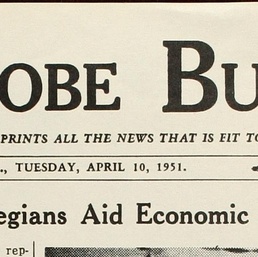 OBE BU
PRINTS ALL THE NEWS THAT IS FIT TO
., TUESDAY, APRIL 10, 1951.
egians Aid Economic
rep-